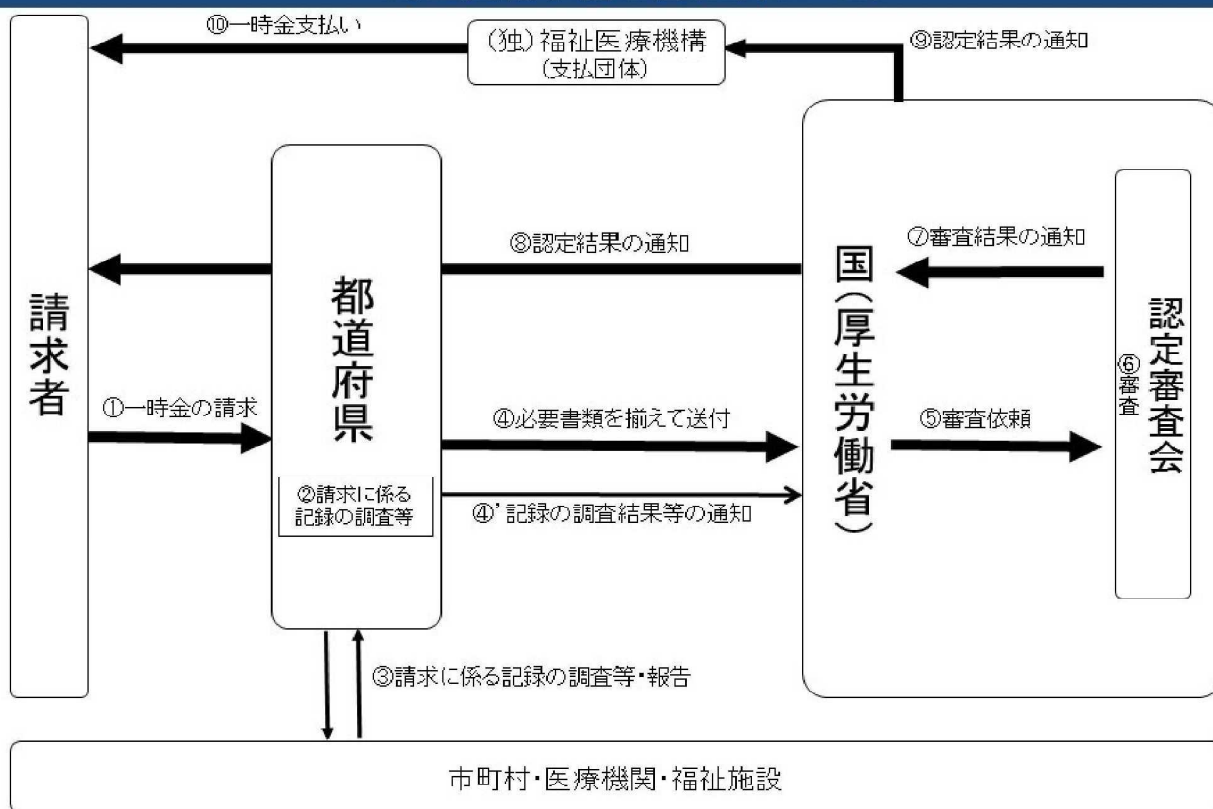 ⑩一時金支払い
(独)福祉医療機構
(支払団体)
⑨認定結果の通知
請求者
⑧認定結果の通知
⑦審査結果の通知
都道府県
国(厚生労働省)
認定審査会
⑥審査
①一時金の請求
④必要書類を揃えて送付
⑤審査依頼
②請求に係る
記録の調査等
④’記録の調査結果等の通知
③請求に係る記録の調査等・報告
市町村・医療機関・福祉施設